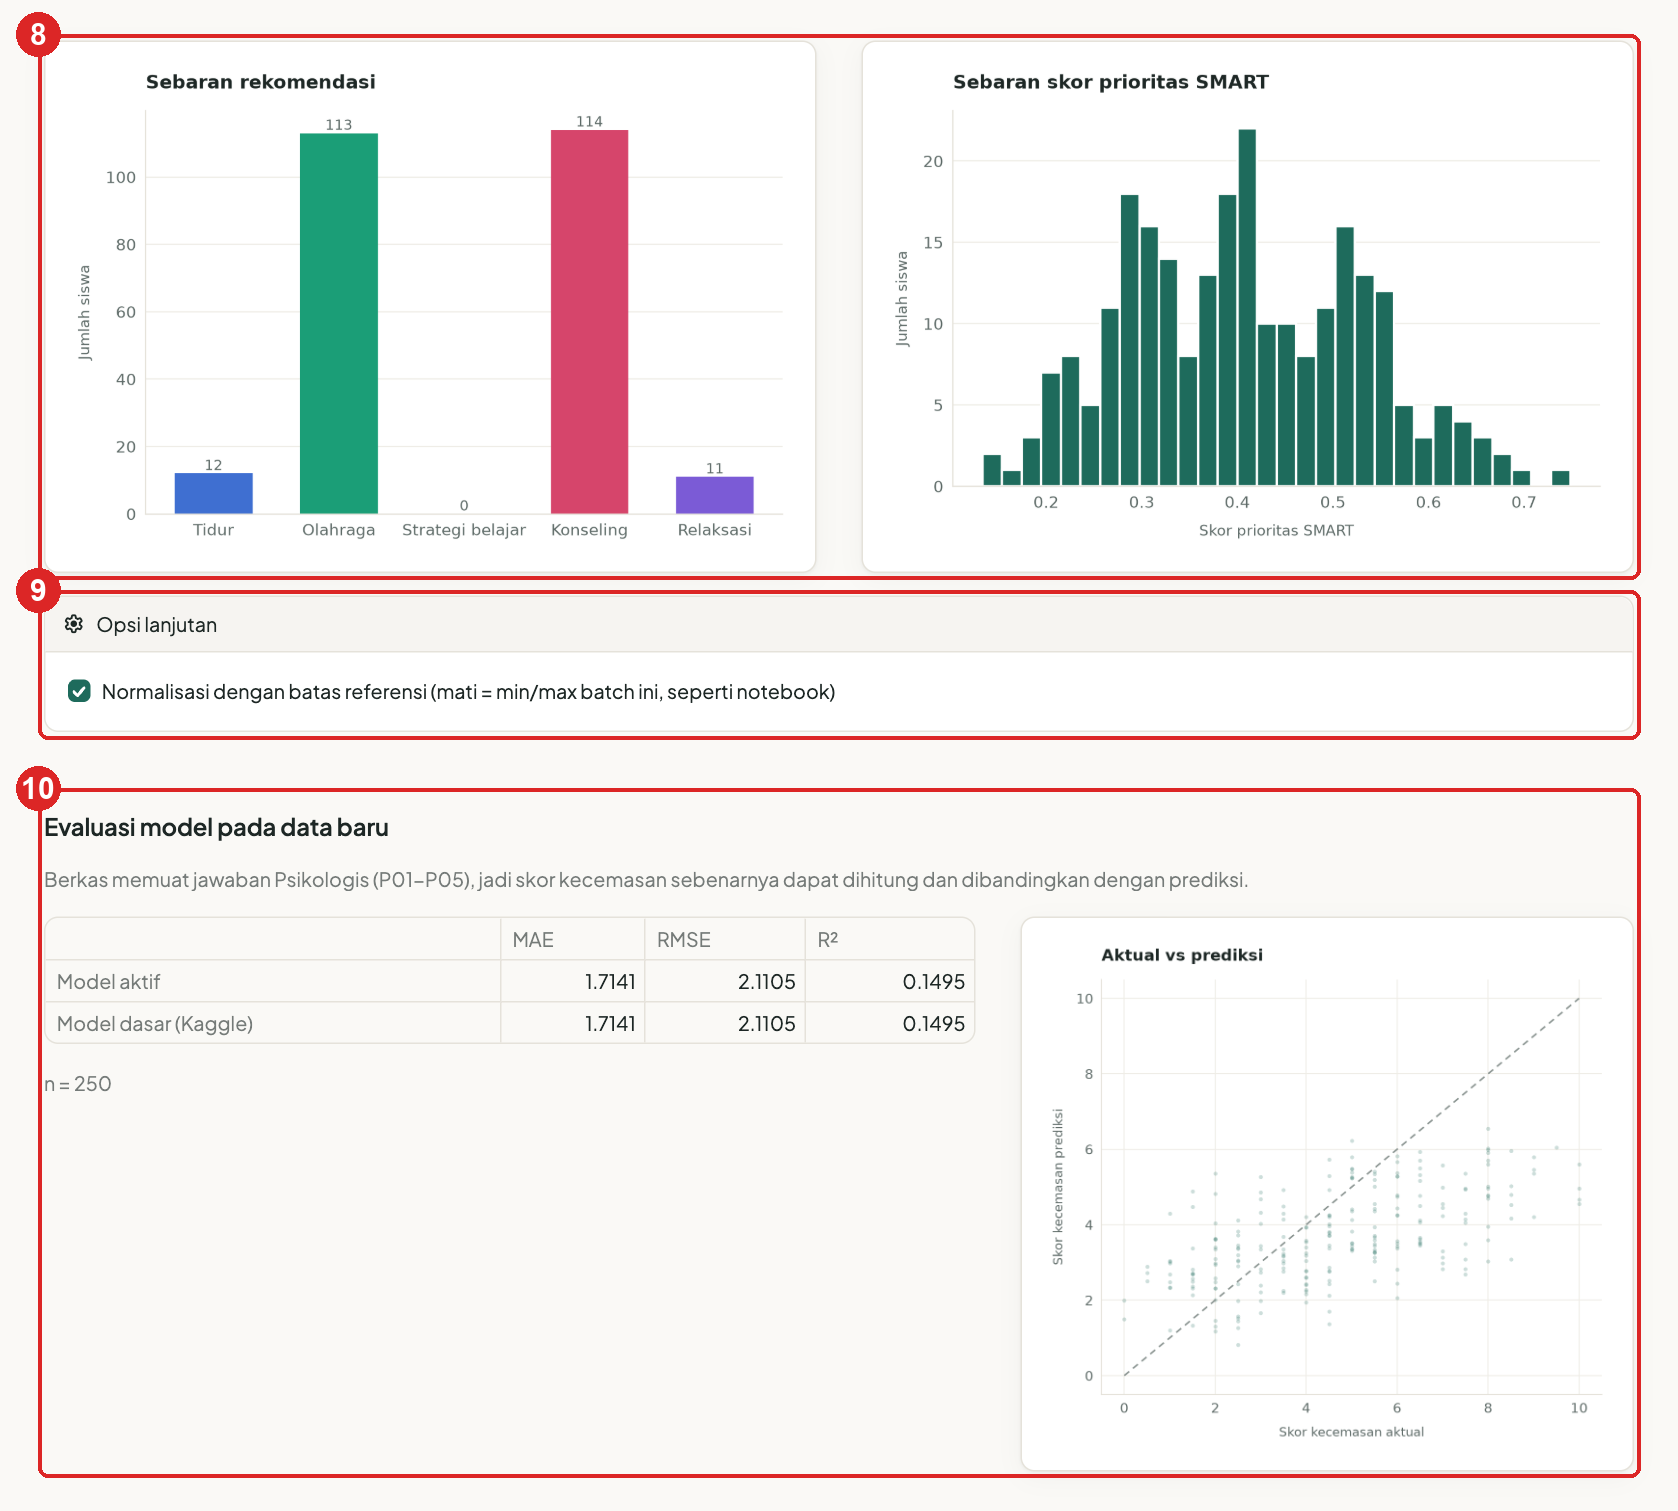 8
Sebaran rekomendasi
113
114
100
80
60
40
20
0
12
0
11
Jumlah siswa
Tidur
Olahraga
Strategi belajar
Konseling
Relaksasi
Sebaran skor prioritas SMART
20
15
10
5
0
Jumlah siswa
0.2
0.3
0.4
0.5
0.6
0.7
Skor prioritas SMART
9
Opsi lanjutan
Normalisasi dengan batas referensi (mati = min/max batch ini, seperti notebook)
10
Evaluasi model pada data baru
Berkas memuat jawaban Psikologis (P01–P05), jadi skor kecemasan sebenarnya dapat dihitung dan dibandingkan dengan prediksi.
MAE RMSE R²
Model aktif 1.7141 2.1105 0.1495
Model dasar (Kaggle) 1.7141 2.1105 0.1495
n = 250
Aktual vs prediksi
10
8
6
4
2
0
Skor kecemasan prediksi
0
2
4
6
8
10
Skor kecemasan aktual